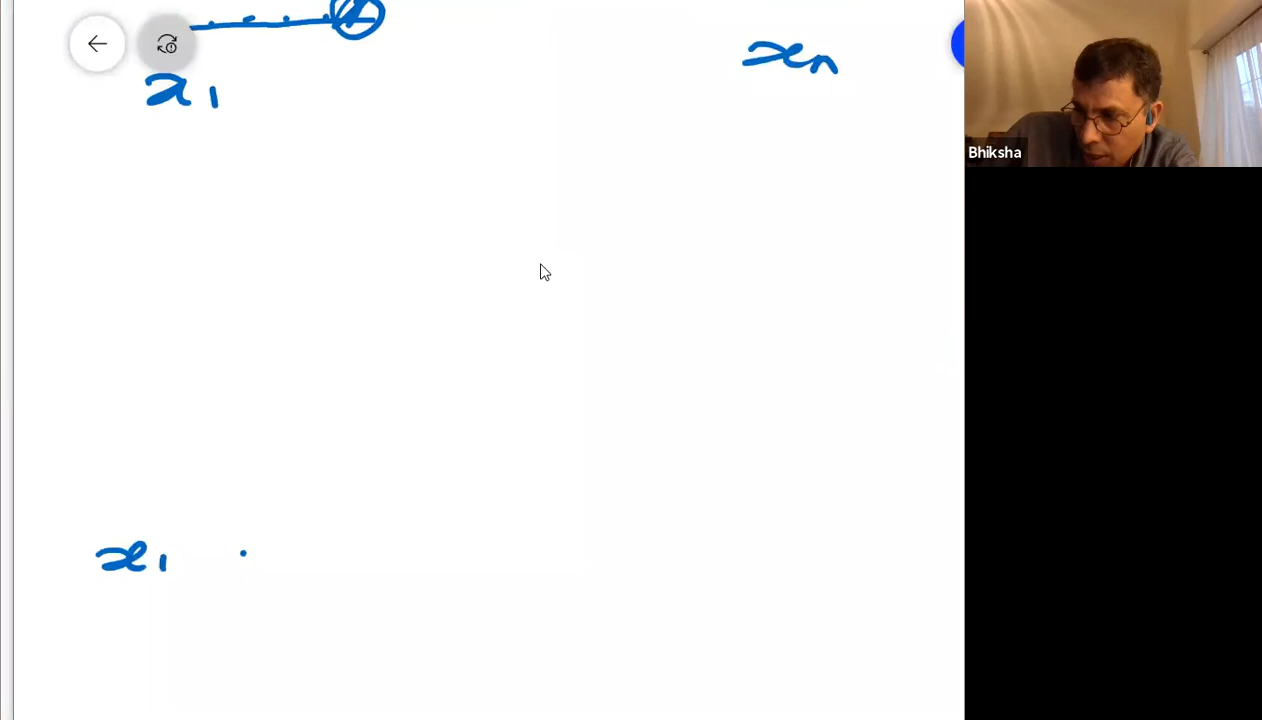 xₙ
x₁
Bhiksha
x₁ .